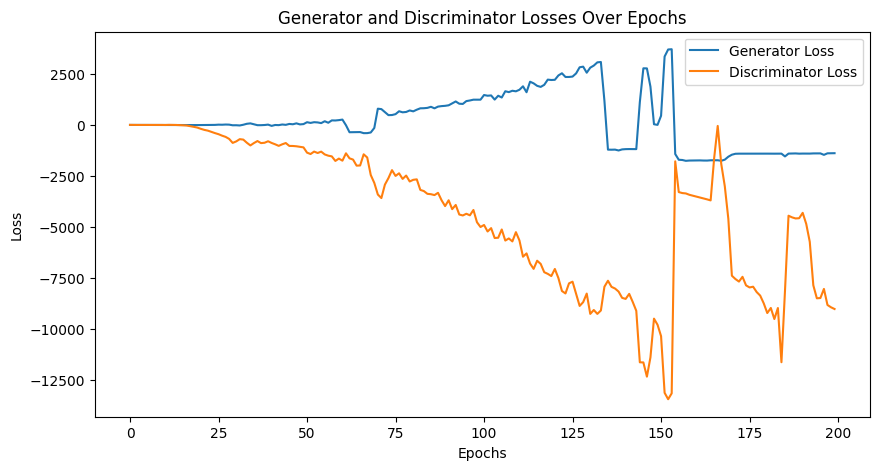 Generator and Discriminator Losses Over Epochs
Generator Loss
Discriminator Loss
2500
0
−2500
−5000
−7500
−10000
−12500
Loss
0 25 50 75 100 125 150 175 200
Epochs